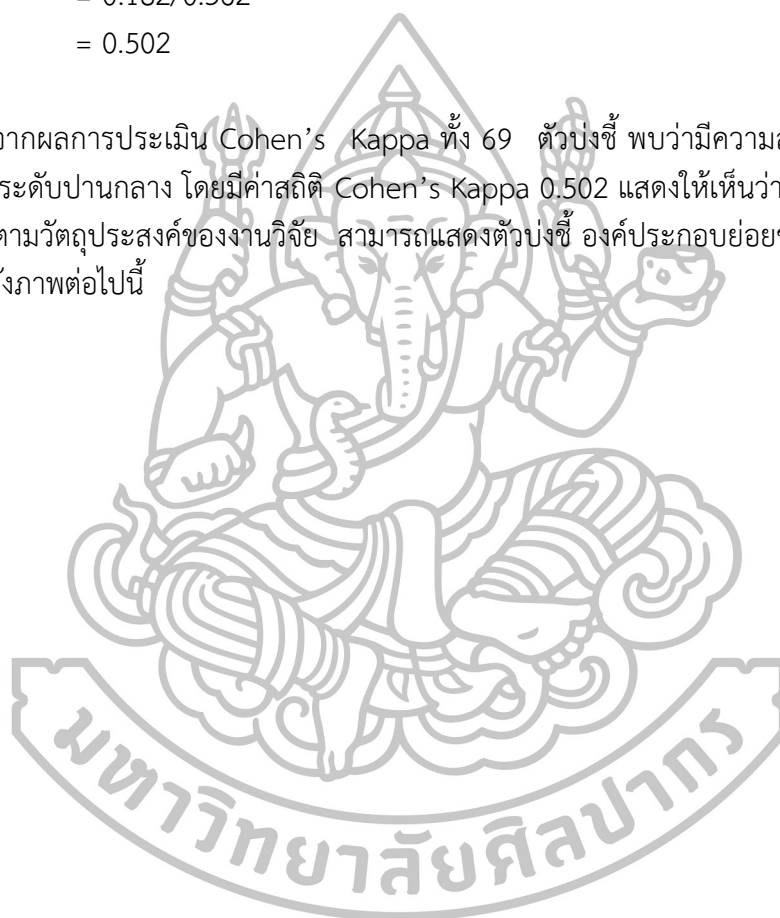 = 0.502
จากผลการประเมิน Cohen's Kappa ทั้ง 69 ตัวบ่งชี้ พบว่ามีความ
ระดับปานกลาง โดยมีค่าสถิติ Cohen's Kappa 0.502 แสดงให้เห็นว่า
ตามวัตถุประสงค์ของงานวิจัย สามารถแสดงตัวบ่งชี้ องค์ประกอบย่อย
ังภาพต่อไปนี้
มหาวิทยาลัยศิลปากร